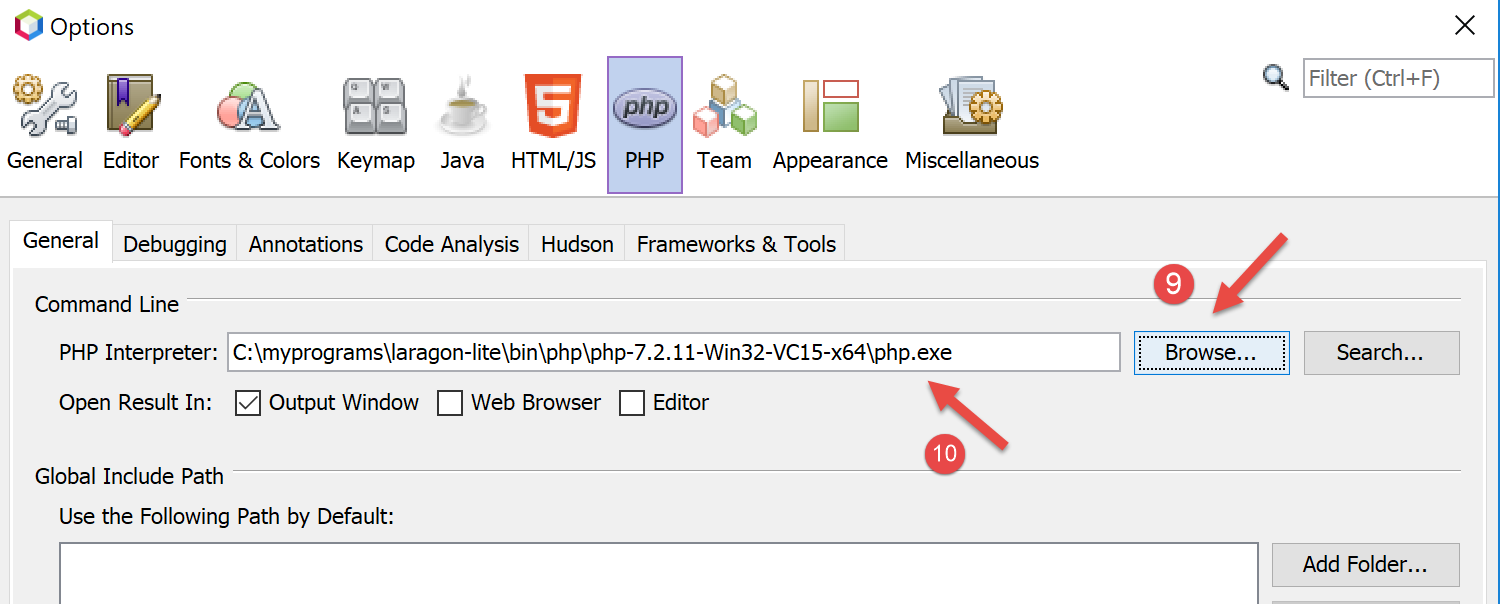 Options
Filter (Ctrl+F)
General Editor Fonts & Colors Keymap Java HTML/JS PHP Team Appearance Miscellaneous
General Debugging Annotations Code Analysis Hudson Frameworks & Tools
9
Command Line
PHP Interpreter: C:\myprograms\laragon-lite\bin\php\php-7.2.11-Win32-VC15-x64\php.exe Browse... Search...
Open Result In: Output Window Web Browser Editor
10
Global Include Path
Use the Following Path by Default:
Add Folder...